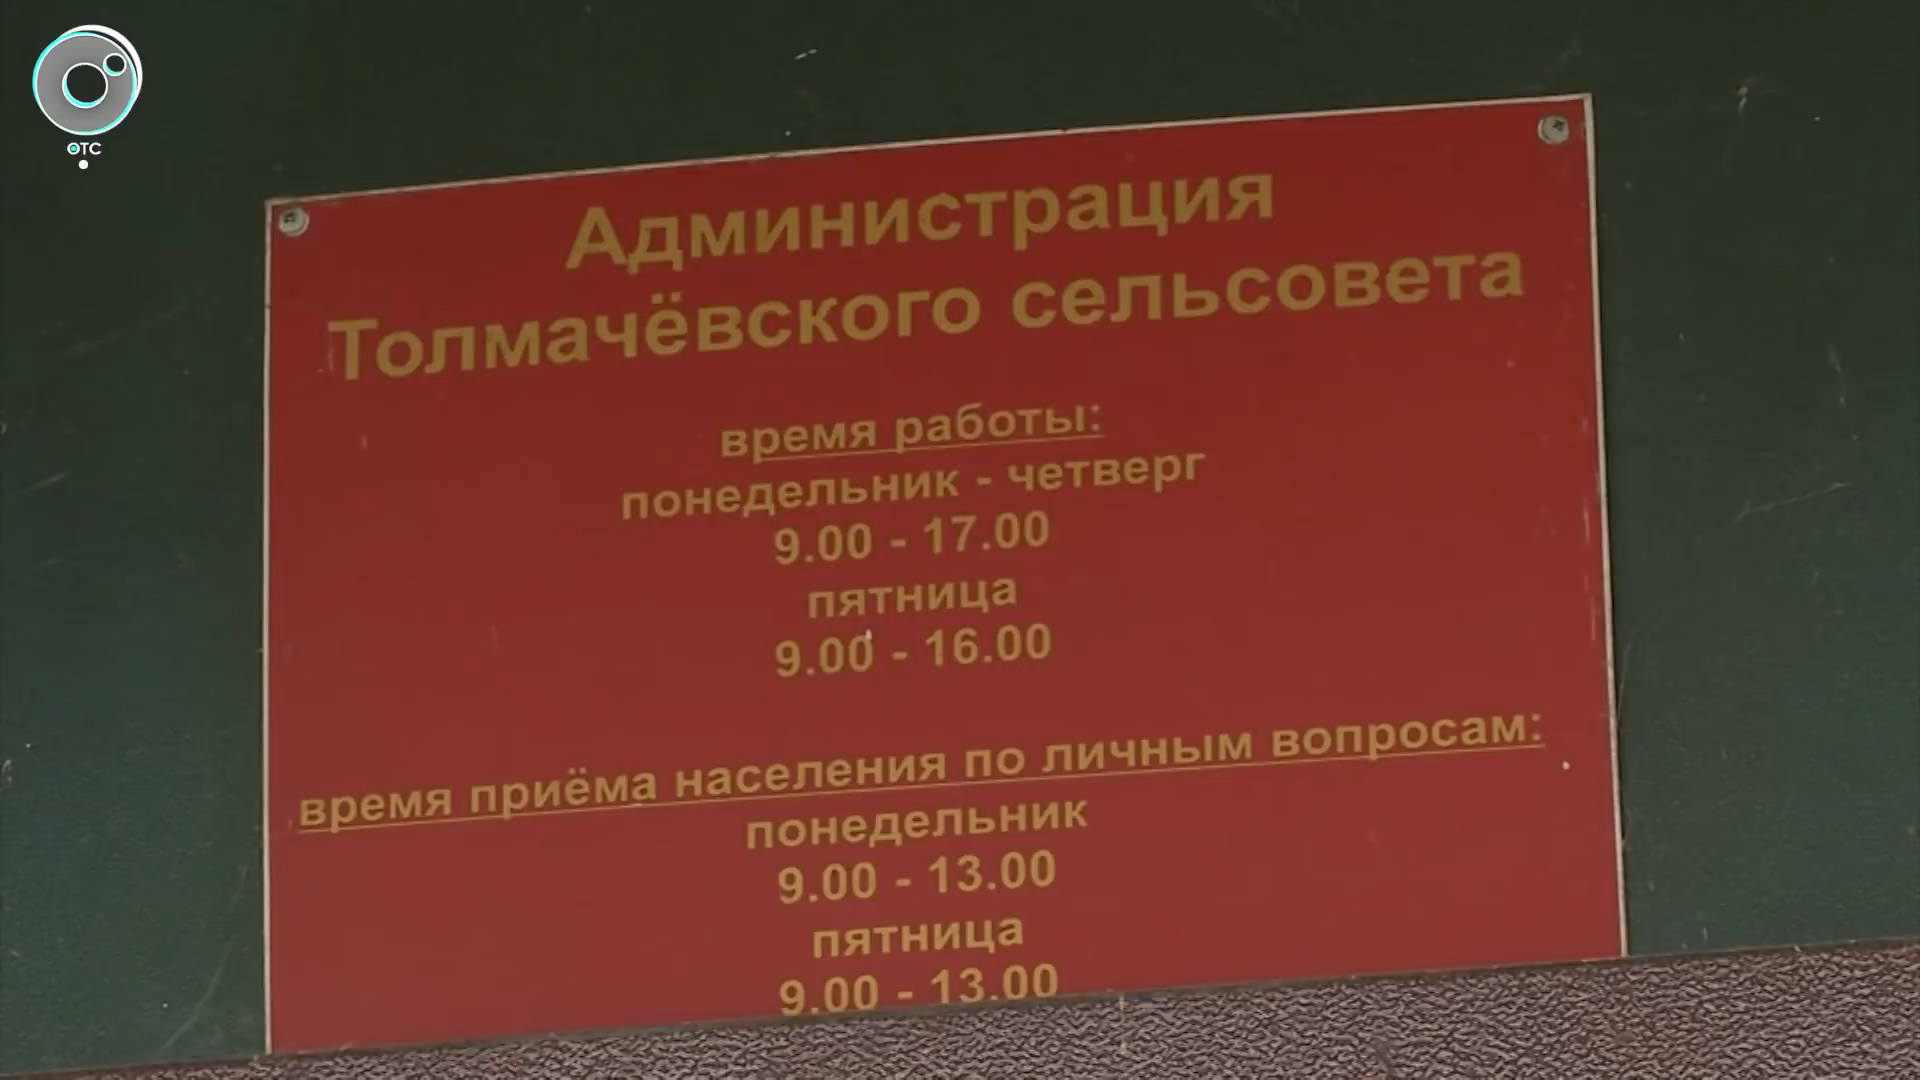 ОТС
Администрация
Толмачёвского сельсовета
время работы:
понедельник - четверг
9.00 - 17.00
пятница
9.00 - 16.00
время приёма населения по личным вопросам:
понедельник
9.00 - 13.00
пятница
9.00 - 13.00